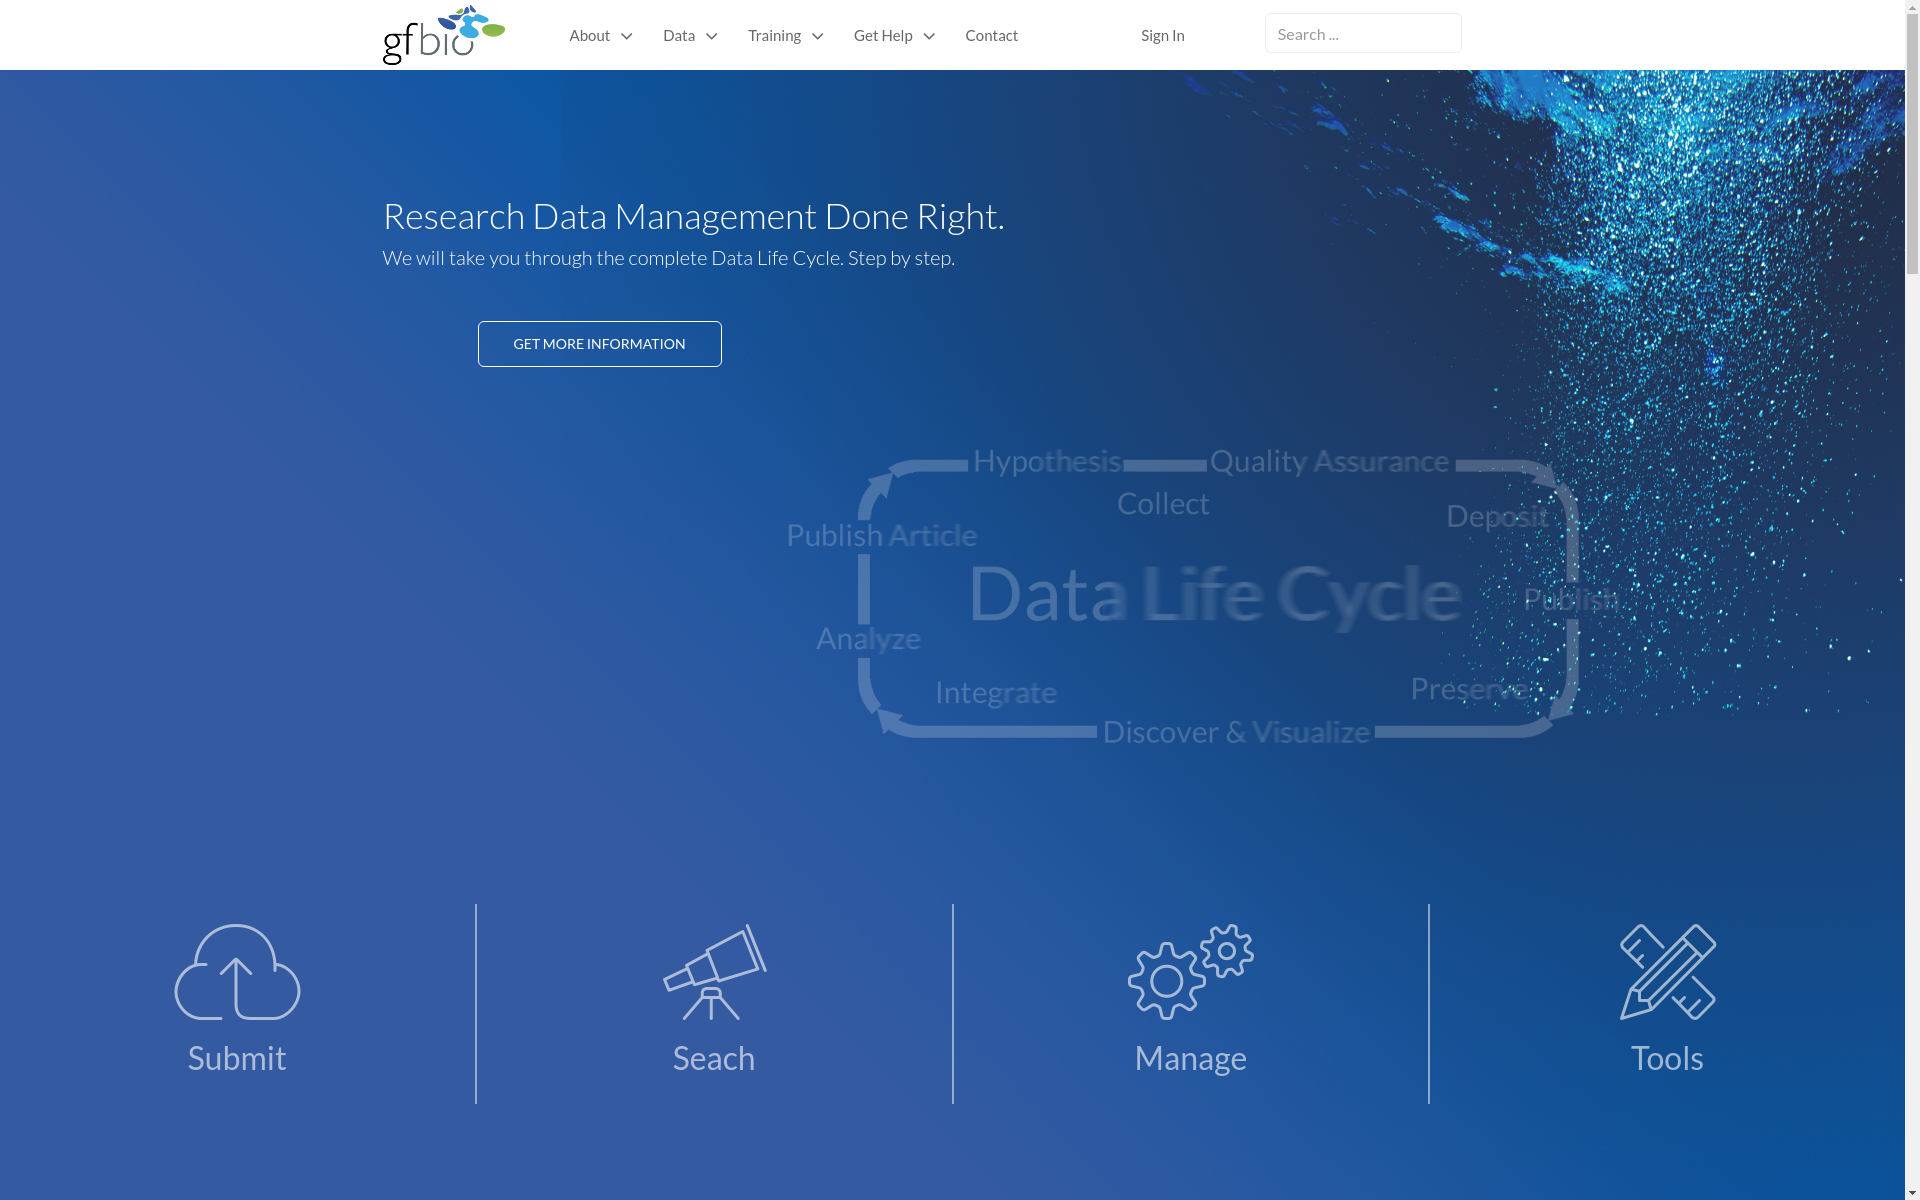 gfbio
About
Data
Training
Get Help
Contact
Sign In
Search ...
Research Data Management Done Right.
We will take you through the complete Data Life Cycle. Step by step.
GET MORE INFORMATION
Hypothesis
Quality Assurance
Collect
Deposit
Publish Article
Data Life Cycle
Publish
Analyze
Integrate
Preserve
Discover & Visualize
Submit
Seach
Manage
Tools